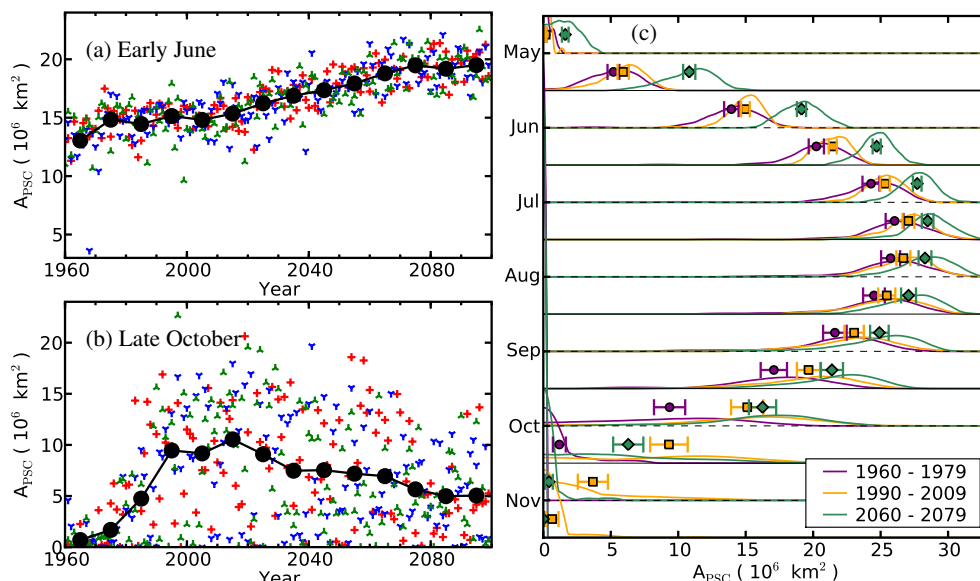 (a) Early June
A_PSC ( 10^6 km^2)
20
15
10
5
1960 2000 2040 2080
Year
(b) Late October
A_PSC ( 10^6 km^2)
20
15
10
5
0
1960 2000 2040 2080
Year
(c)
May
Jun
Jul
Aug
Sep
Oct
Nov
0 5 10 15 20 25 30
A_PSC ( 10^6 km^2)
1960 - 1979
1990 - 2009
2060 - 2079